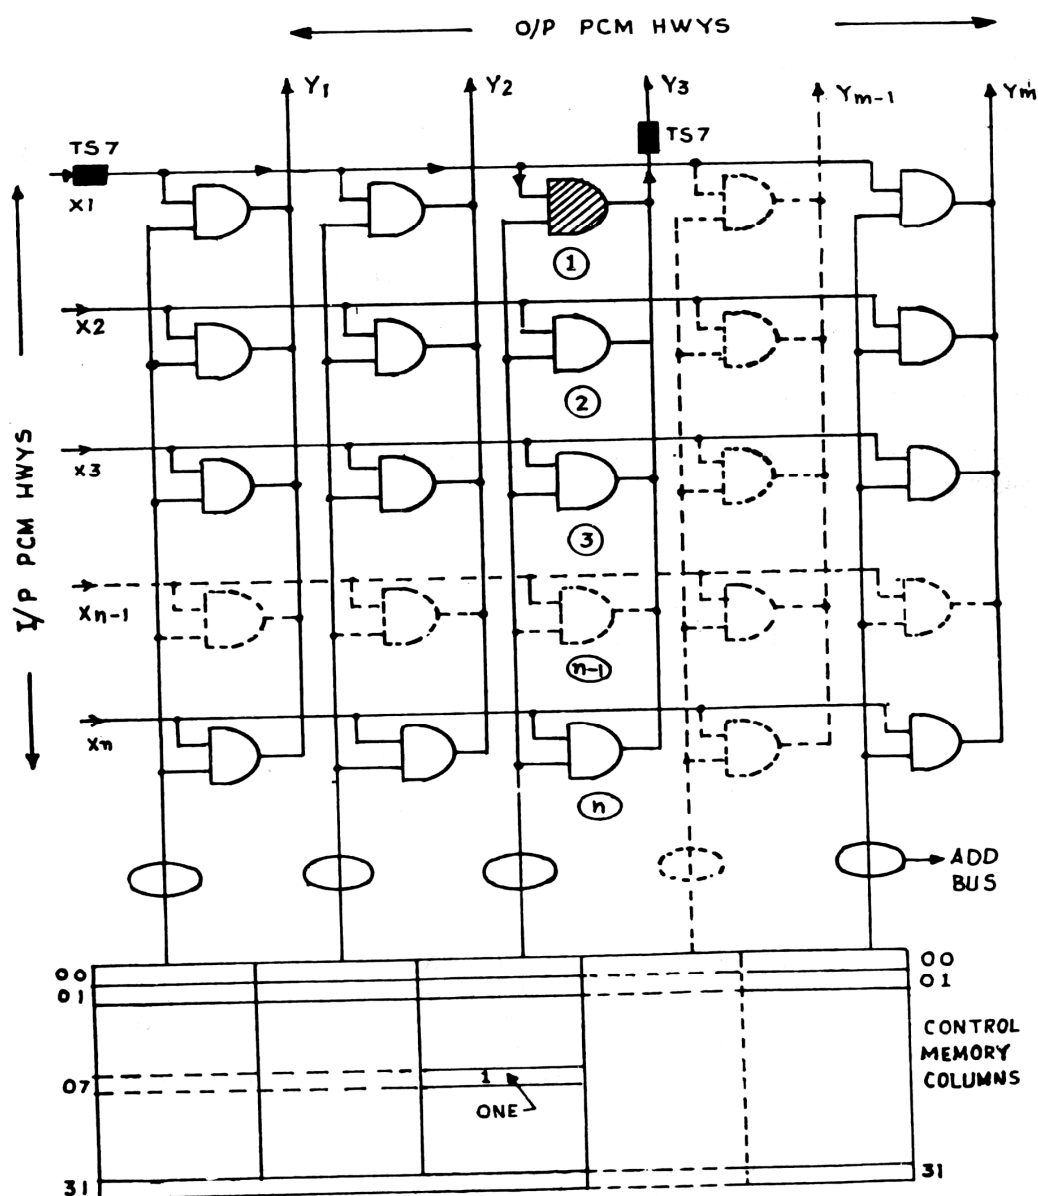 O/P PCM HWYS
Y1
Y2
Y3
Ym-1
Ym
TS7
TS7
X1
1
X2
2
I/P PCM HWYS
X3
3
Xn-1
n-1
Xn
n
ADD
BUS
00
00
01
01
CONTROL
MEMORY
COLUMNS
07
1
ONE
31
31